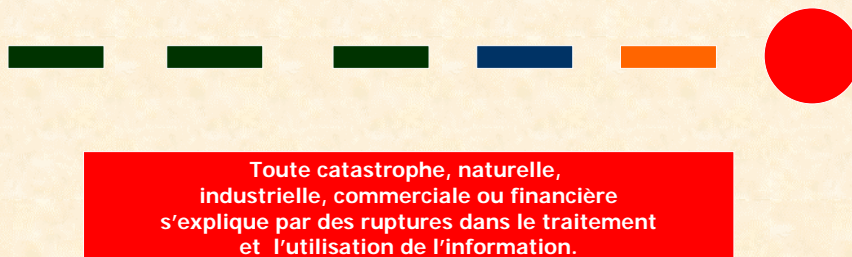 Toute catastrophe, naturelle,
industrielle, commerciale ou financière
s’explique par des ruptures dans le traitement
et l’utilisation de l’information.